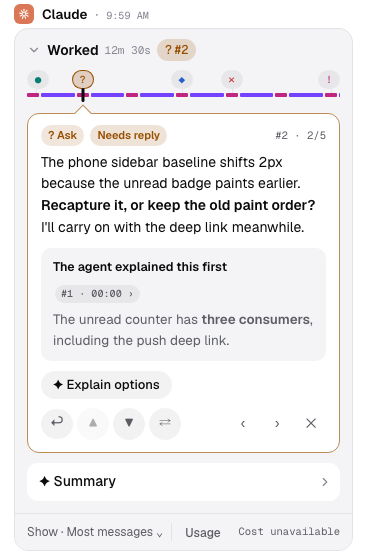 Claude · 9:59 AM
Worked 12m 30s ? #2
?
!
? Ask Needs reply #2 · 2/5
The phone sidebar baseline shifts 2px
because the unread badge paints earlier.
Recapture it, or keep the old paint order?
I'll carry on with the deep link meanwhile.
The agent explained this first
#1 · 00:00 ›
The unread counter has three consumers,
including the push deep link.
✦ Explain options
✦ Summary
Show · Most messages Usage Cost unavailable